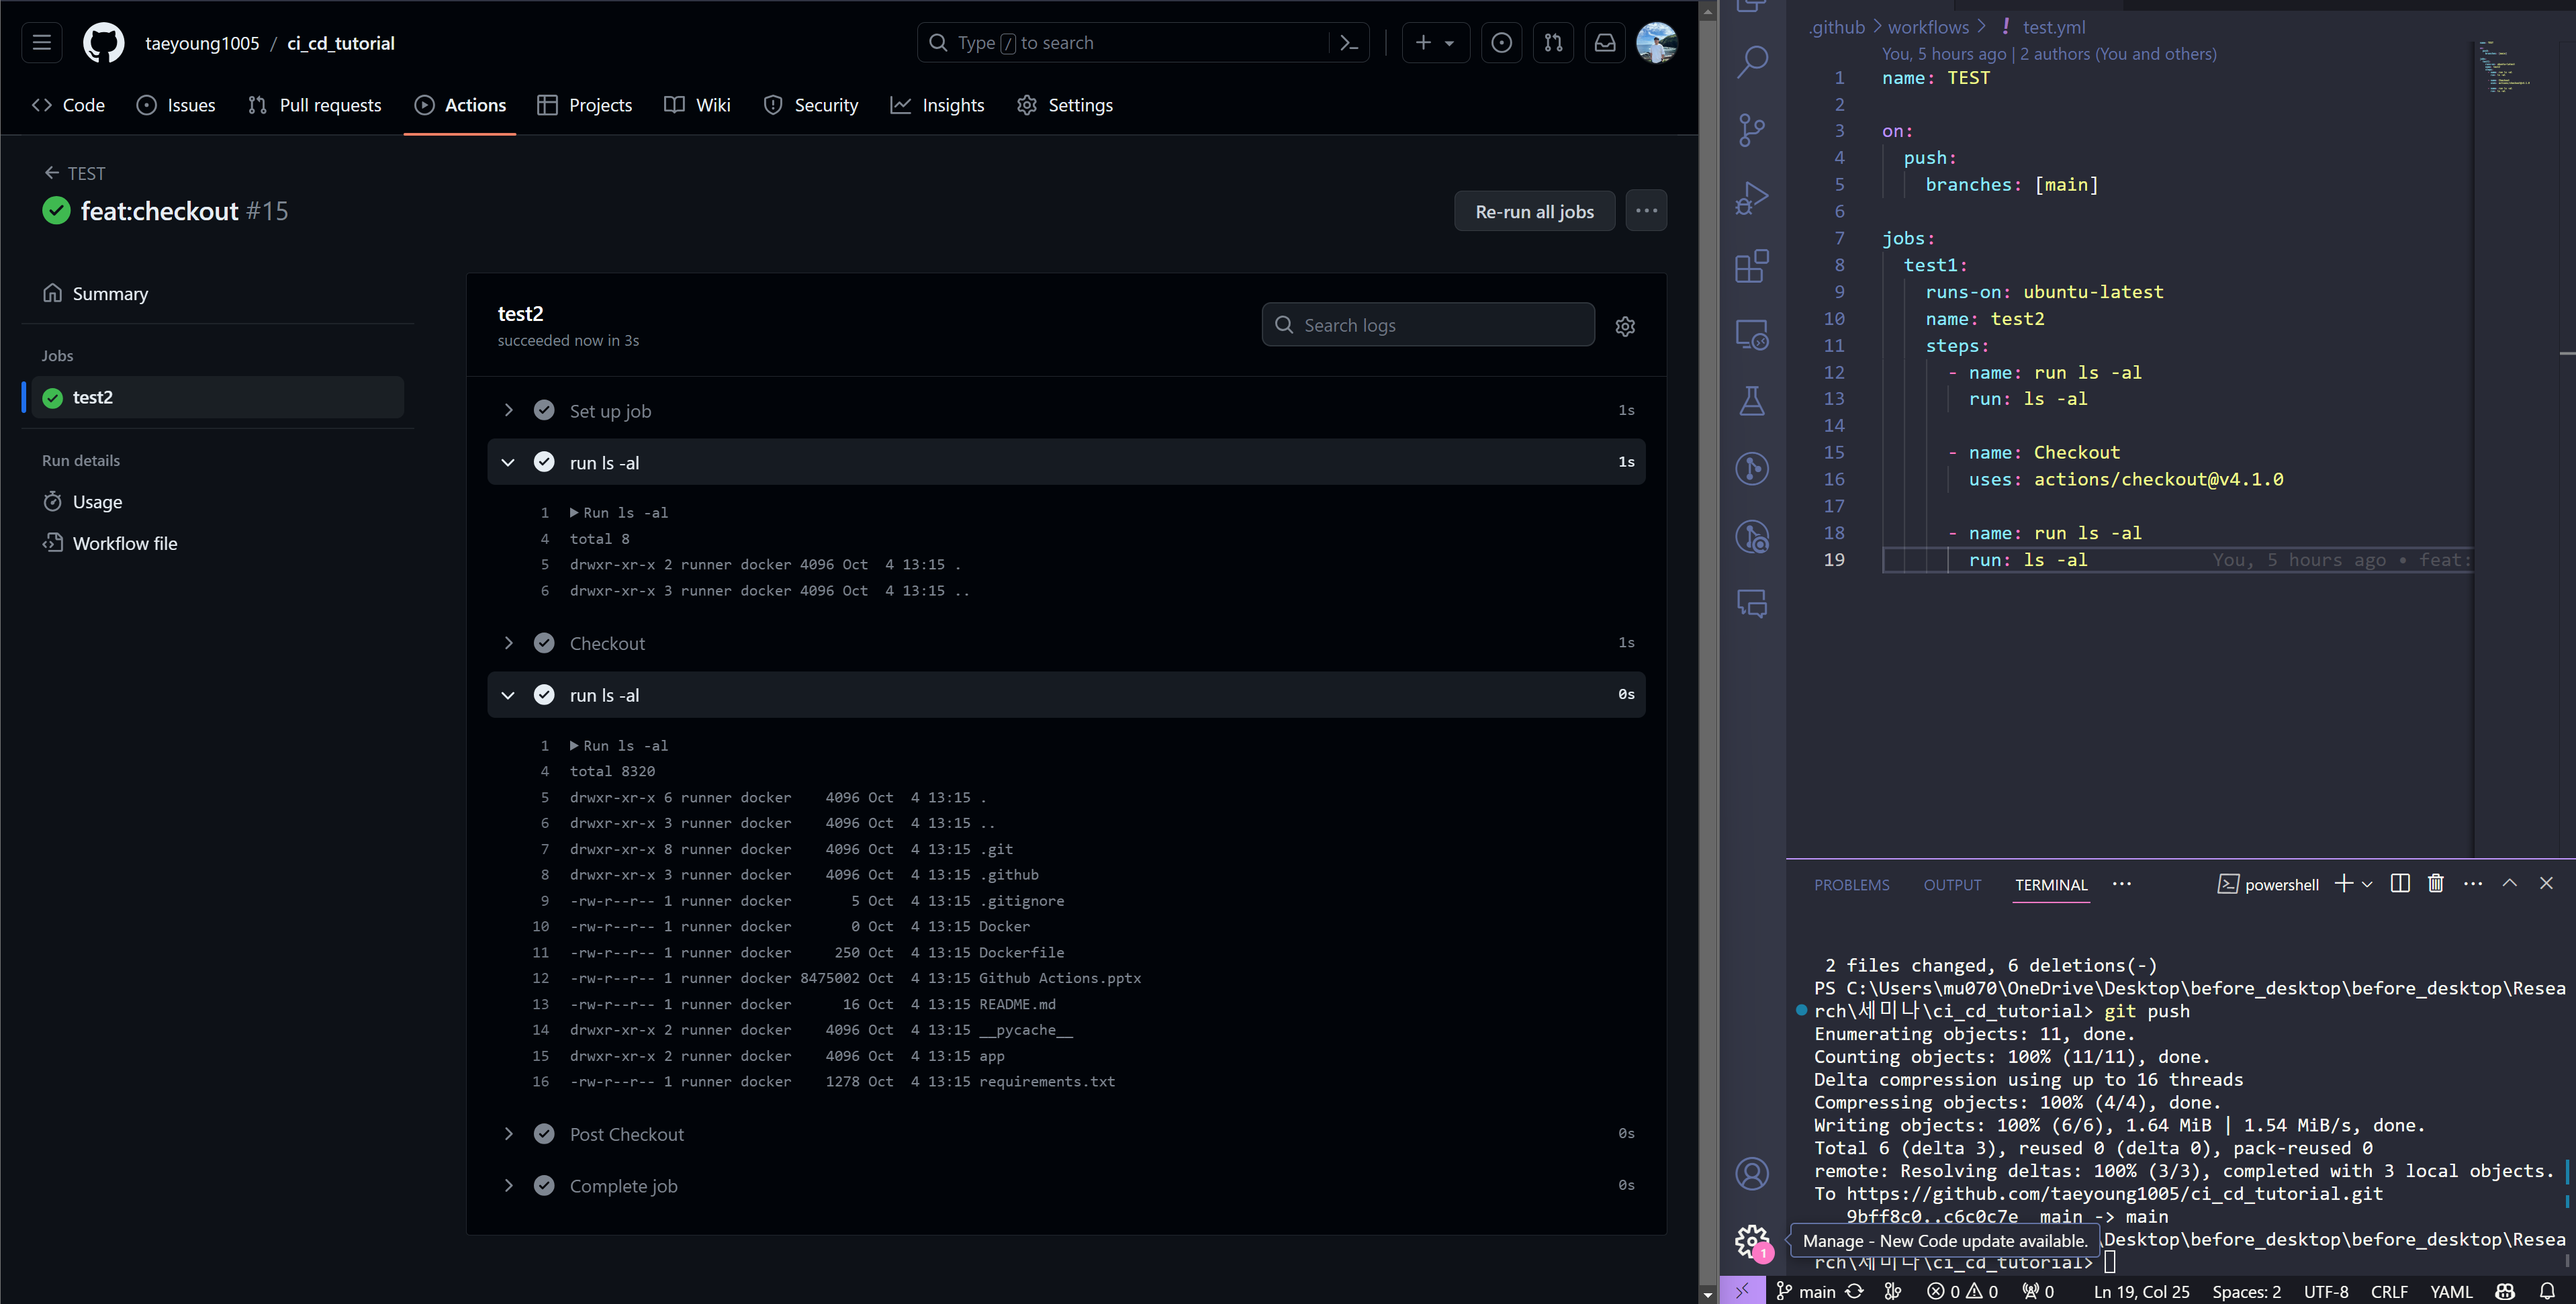 taeyoung1005 / ci_cd_tutorial
Type / to search
Code
Issues
Pull requests
Actions
Projects
Wiki
Security
Insights
Settings
TEST
feat:checkout #15
Re-run all jobs
Summary
Jobs
test2
Run details
Usage
Workflow file
test2
succeeded now in 3s
Search logs
Set up job 1s
run ls -al 1s
1 Run ls -al
4 total 8
5 drwxr-xr-x 2 runner docker 4096 Oct  4 13:15 .
6 drwxr-xr-x 3 runner docker 4096 Oct  4 13:15 ..
Checkout 1s
run ls -al 0s
1 Run ls -al
4 total 8320
5 drwxr-xr-x 6 runner docker    4096 Oct  4 13:15 .
6 drwxr-xr-x 3 runner docker    4096 Oct  4 13:15 ..
7 drwxr-xr-x 8 runner docker    4096 Oct  4 13:15 .git
8 drwxr-xr-x 3 runner docker    4096 Oct  4 13:15 .github
9 -rw-r--r-- 1 runner docker       5 Oct  4 13:15 .gitignore
10 -rw-r--r-- 1 runner docker       0 Oct  4 13:15 Docker
11 -rw-r--r-- 1 runner docker     250 Oct  4 13:15 Dockerfile
12 -rw-r--r-- 1 runner docker 8475002 Oct  4 13:15 Github Actions.pptx
13 -rw-r--r-- 1 runner docker      16 Oct  4 13:15 README.md
14 drwxr-xr-x 2 runner docker    4096 Oct  4 13:15 __pycache__
15 drwxr-xr-x 2 runner docker    4096 Oct  4 13:15 app
16 -rw-r--r-- 1 runner docker    1278 Oct  4 13:15 requirements.txt
Post Checkout 0s
Complete job 0s
.github > workflows > ! test.yml
You, 5 hours ago | 2 authors (You and others)
1 name: TEST
2
3 on:
4   push:
5     branches: [main]
6
7 jobs:
8   test1:
9     runs-on: ubuntu-latest
10     name: test2
11     steps:
12       - name: run ls -al
13         run: ls -al
14
15       - name: Checkout
16         uses: actions/checkout@v4.1.0
17
18       - name: run ls -al
19         run: ls -al You, 5 hours ago • feat:
PROBLEMS OUTPUT TERMINAL ··· powershell
2 files changed, 6 deletions(-)
PS C:\Users\mu070\OneDrive\Desktop\before_desktop\before_desktop\Resea
rch\세미나\ci_cd_tutorial> git push
Enumerating objects: 11, done.
Counting objects: 100% (11/11), done.
Delta compression using up to 16 threads
Compressing objects: 100% (4/4), done.
Writing objects: 100% (6/6), 1.64 MiB | 1.54 MiB/s, done.
Total 6 (delta 3), reused 0 (delta 0), pack-reused 0
remote: Resolving deltas: 100% (3/3), completed with 3 local objects.
To https://github.com/taeyoung1005/ci_cd_tutorial.git
9bff8c0..c6c0c7e  main -> main
1
Manage - New Code update available.
\Desktop\before_desktop\before_desktop\Resea
rch\세미나\ci_cd_tutorial>
main 0 0 0 Ln 19, Col 25 Spaces: 2 UTF-8 CRLF YAML